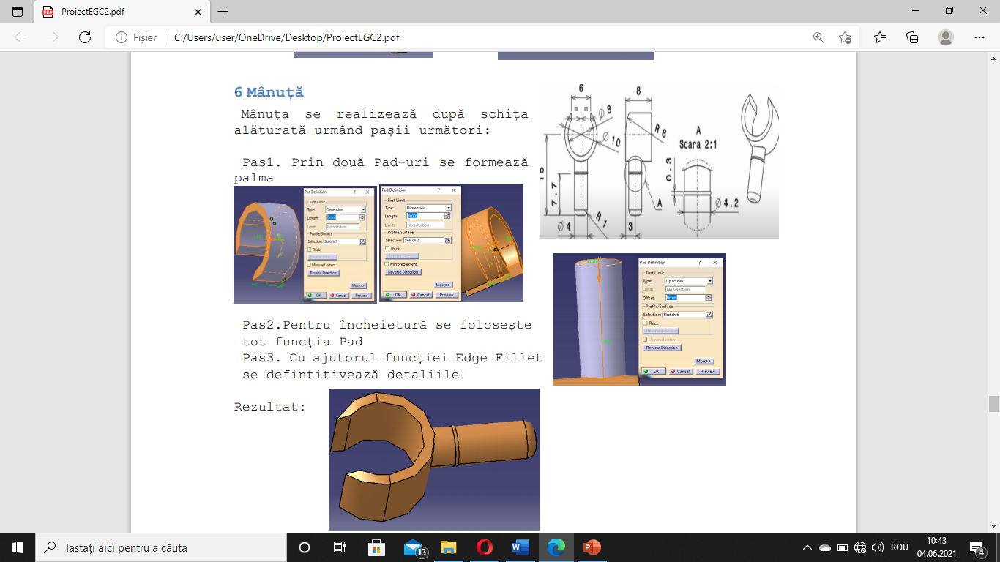 ProiectEGC2.pdf
Fișier
C:/Users/user/OneDrive/Desktop/ProiectEGC2.pdf
6 Mânuță
Mânuța se realizează după schița
alăturată urmând pașii următori:
Pas1. Prin două Pad-uri se formează
palma
6
8
= =
Ø 8
Ø 10
R 8
A
Scara 2:1
15
7.7
0.3
A
Ø 4.2
Ø 4
R 1
3
Pad Definition
First Limit
Type: Dimension
Length:
Limit: No selection
Profile/Surface
Selection: Sketch.1
Thick
Mirrored extent
Reverse Direction
More>>
OK Cancel Preview
Pad Definition
First Limit
Type: Dimension
Length:
Limit: No selection
Profile/Surface
Selection: Sketch.2
Thick
Mirrored extent
Reverse Direction
More>>
OK Cancel Preview
Pad Definition
First Limit
Type: Up to next
Limit: No selection
Offset: 0mm
Profile/Surface
Selection: Sketch.6
Thick
Mirrored extent
Reverse Direction
More>>
OK Cancel Preview
Pas2.Pentru încheietură se folosește
tot funcția Pad
Pas3. Cu ajutorul funcției Edge Fillet
se defintitivează detaliile
Rezultat:
Tastați aici pentru a căuta
13
ROU
10:43
04.06.2021
4